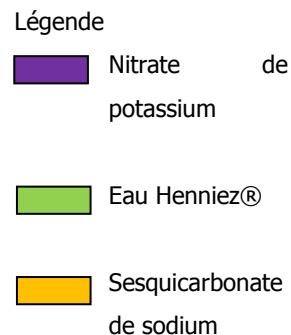 Légende
Nitrate de
potassium
Eau Henniez®
Sesquicarbonate
de sodium